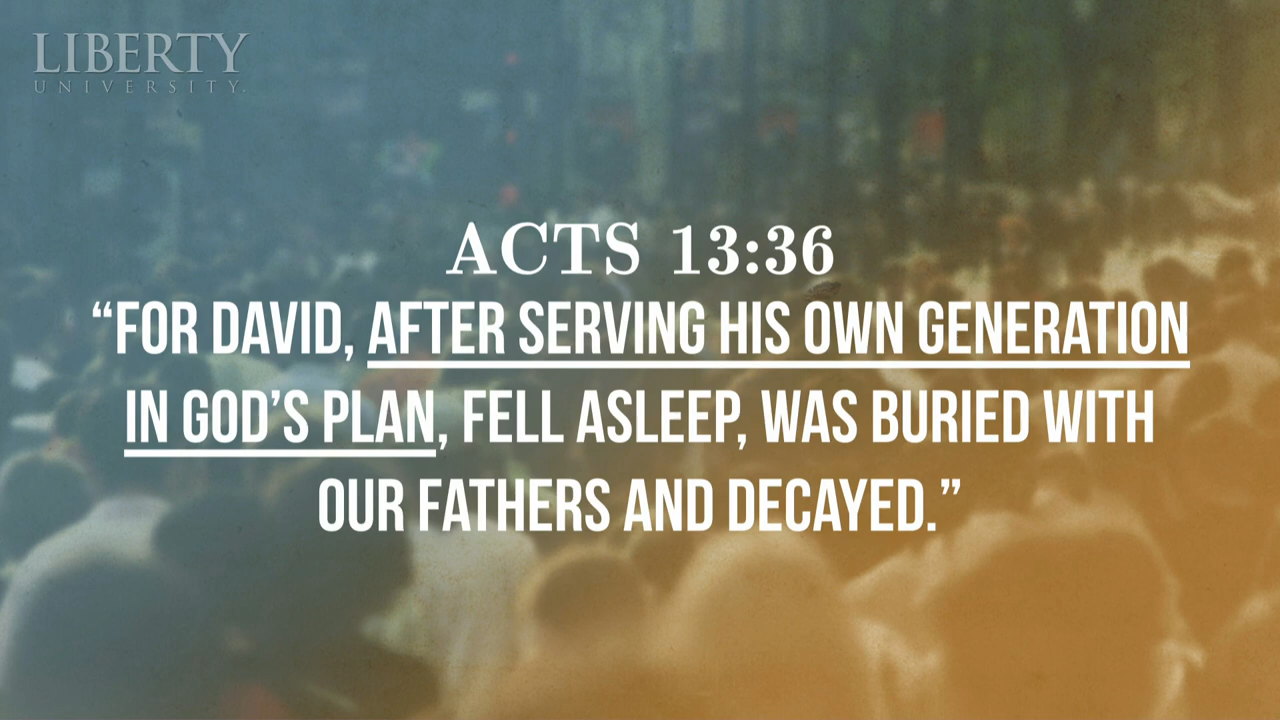 LIBERTY
UNIVERSITY.
ACTS 13:36
“FOR DAVID, AFTER SERVING HIS OWN GENERATION
IN GOD’S PLAN, FELL ASLEEP, WAS BURIED WITH
OUR FATHERS AND DECAYED.”